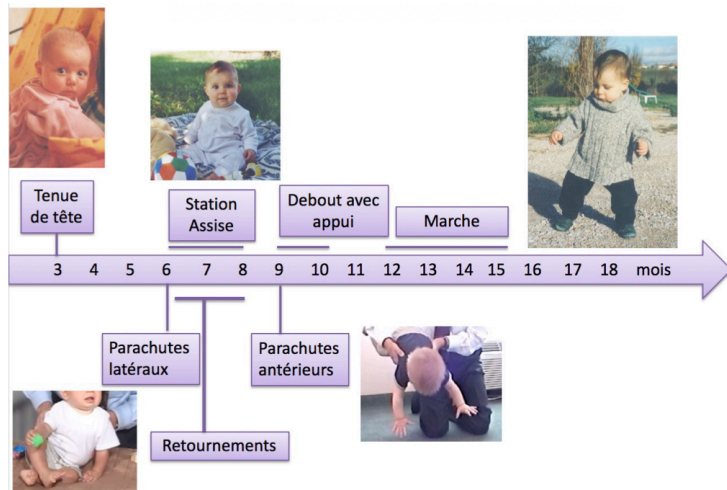 Tenue
de tête
Station
Assise
Debout avec
appui
Marche
3 4 5 6 7 8 9 10 11 12 13 14 15 16 17 18 mois
Parachutes
latéraux
Parachutes
antérieurs
Retournements